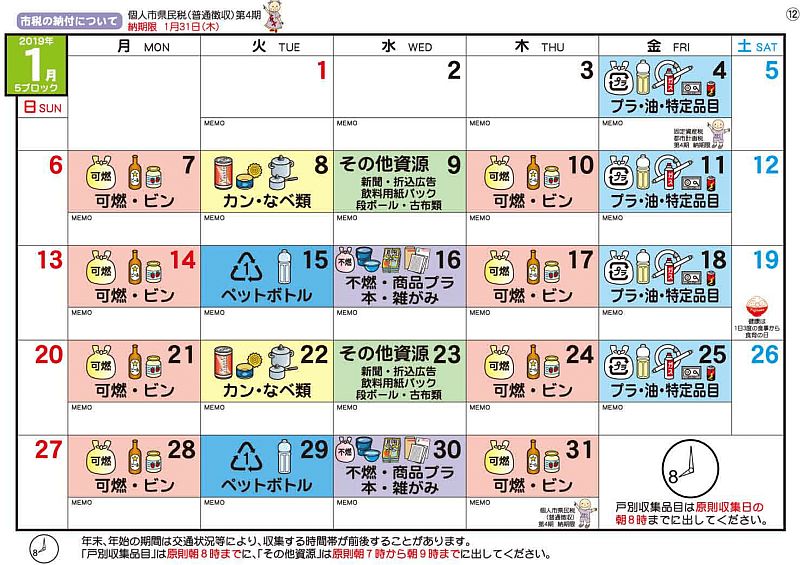 市税の納付について
個人市県民税(普通徴収)第4期
納期限 1月31日(木)
⑫
2019年
1月
5ブロック
日 SUN
月 MON
火 TUE
水 WED
木 THU
金 FRI
土 SAT
1
2
3
4
5
プラ・油・特定品目
MEMO
MEMO
MEMO
MEMO
固定資産税
都市計画税
第4期 納期限
6
7
8
その他資源 9
10
11
12
可燃
可燃・ビン
カン・なべ類
新聞・折込広告
飲料用紙パック
段ボール・古布類
可燃
可燃・ビン
プラ
プラ・油・特定品目
MEMO
MEMO
MEMO
MEMO
MEMO
13
14
15
16
17
18
19
可燃
可燃・ビン
1
ペットボトル
不燃
不燃・商品プラ
本・雑がみ
可燃
可燃・ビン
プラ
プラ・油・特定品目
MEMO
MEMO
MEMO
MEMO
MEMO
健康は
1日3度の食事から
食育の日
20
21
22
その他資源 23
24
25
26
可燃
可燃・ビン
カン・なべ類
新聞・折込広告
飲料用紙パック
段ボール・古布類
可燃
可燃・ビン
プラ
プラ・油・特定品目
MEMO
MEMO
MEMO
MEMO
MEMO
27
28
29
30
31
可燃
可燃・ビン
1
ペットボトル
不燃
不燃・商品プラ
本・雑がみ
可燃
可燃・ビン
MEMO
MEMO
MEMO
MEMO
個人市県民税
(普通徴収)
第4期 納期限
8
戸別収集品目は原則収集日の
朝8時までに出してください。
8
年末、年始の期間は交通状況等により、収集する時間帯が前後することがあります。
「戸別収集品目」は原則朝8時までに、「その他資源」は原則朝7時から朝9時までに出してください。